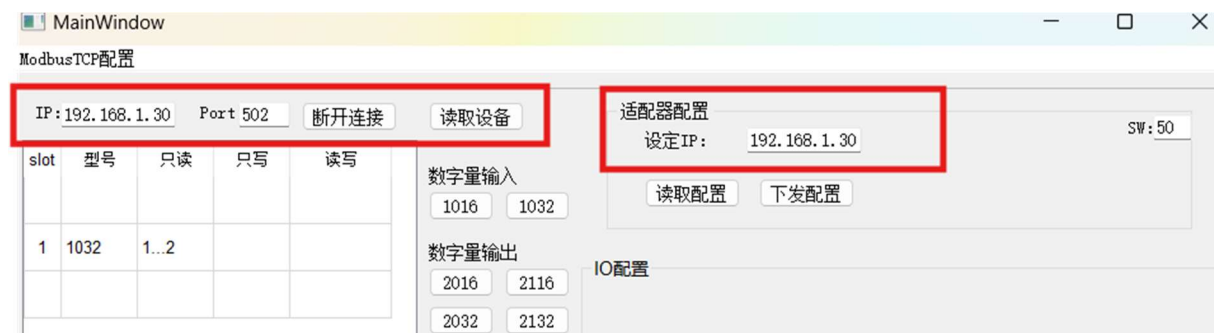 MainWindow
ModbusTCP配置
IP:192.168.1.30 Port 502 断开连接 读取设备
slot 型号 只读 只写 读写
1 1032 1...2
数字量输入
1016 1032
数字量输出
2016 2116
2032 2132
适配器配置
设定IP: 192.168.1.30
SW:50
读取配置 下发配置
IO配置